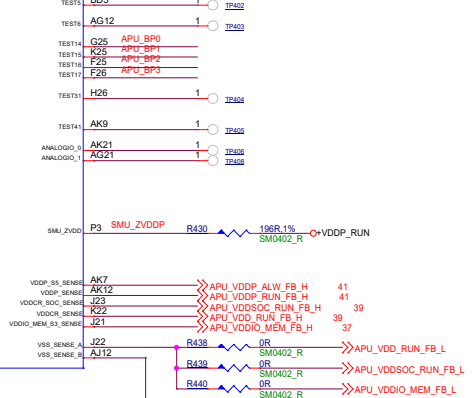 TEST5 BD5 1 TP402
TEST6 AG12 1 TP403
TEST14 G25 APU_BP0
TEST15 K25 APU_BP1
TEST16 F25 APU_BP2
TEST17 F26 APU_BP3
TEST31 H26 1 TP404
TEST41 AK9 1 TP405
ANALOGIO_0 AK21 1 TP406
ANALOGIO_1 AG21 1 TP408
SMU_ZVDD P3 SMU_ZVDDP R430 196R,1% +VDDP_RUN
SM0402_R
VDDP_S5_SENSE AK7 APU_VDDP_ALW_FB_H 41
VDDP_SENSE AK12 APU_VDDP_RUN_FB_H 41
VDDCR_SOC_SENSE J23 APU_VDDSOC_RUN_FB_H 39
VDDCR_SENSE K22 APU_VDD_RUN_FB_H 39
VDDIO_MEM_S3_SENSE J21 APU_VDDIO_MEM_FB_H 37
VSS_SENSE_A J22 R438 0R APU_VDD_RUN_FB_L
VSS_SENSE_B AJ12 SM0402_R
R439 0R APU_VDDSOC_RUN_FB_L
SM0402_R
R440 0R APU_VDDIO_MEM_FB_L
SM0402_R